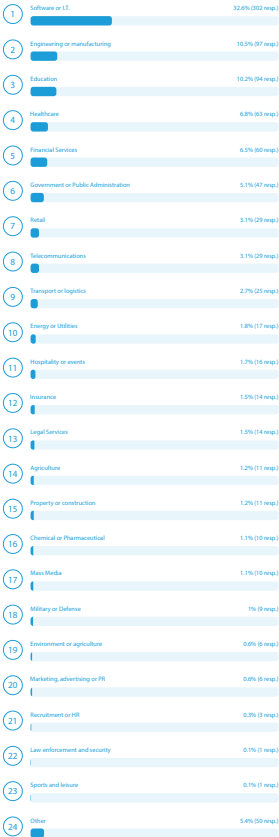 1 Software or I.T. 32.6% (302 resp.)
2 Engineering or manufacturing 10.5% (97 resp.)
3 Education 10.2% (94 resp.)
4 Healthcare 6.8% (63 resp.)
5 Financial Services 6.5% (60 resp.)
6 Government or Public Administration 5.1% (47 resp.)
7 Retail 3.1% (29 resp.)
8 Telecommunications 3.1% (29 resp.)
9 Transport or logistics 2.7% (25 resp.)
10 Energy or Utilities 1.8% (17 resp.)
11 Hospitality or events 1.7% (16 resp.)
12 Insurance 1.5% (14 resp.)
13 Legal Services 1.5% (14 resp.)
14 Agriculture 1.2% (11 resp.)
15 Property or construction 1.2% (11 resp.)
16 Chemical or Pharmaceutical 1.1% (10 resp.)
17 Mass Media 1.1% (10 resp.)
18 Military or Defense 1% (9 resp.)
19 Environment or agriculture 0.6% (6 resp.)
20 Marketing, advertising or PR 0.6% (6 resp.)
21 Recruitment or HR 0.3% (3 resp.)
22 Law enforcement and security 0.1% (1 resp.)
23 Sports and leisure 0.1% (1 resp.)
24 Other 5.4% (50 resp.)